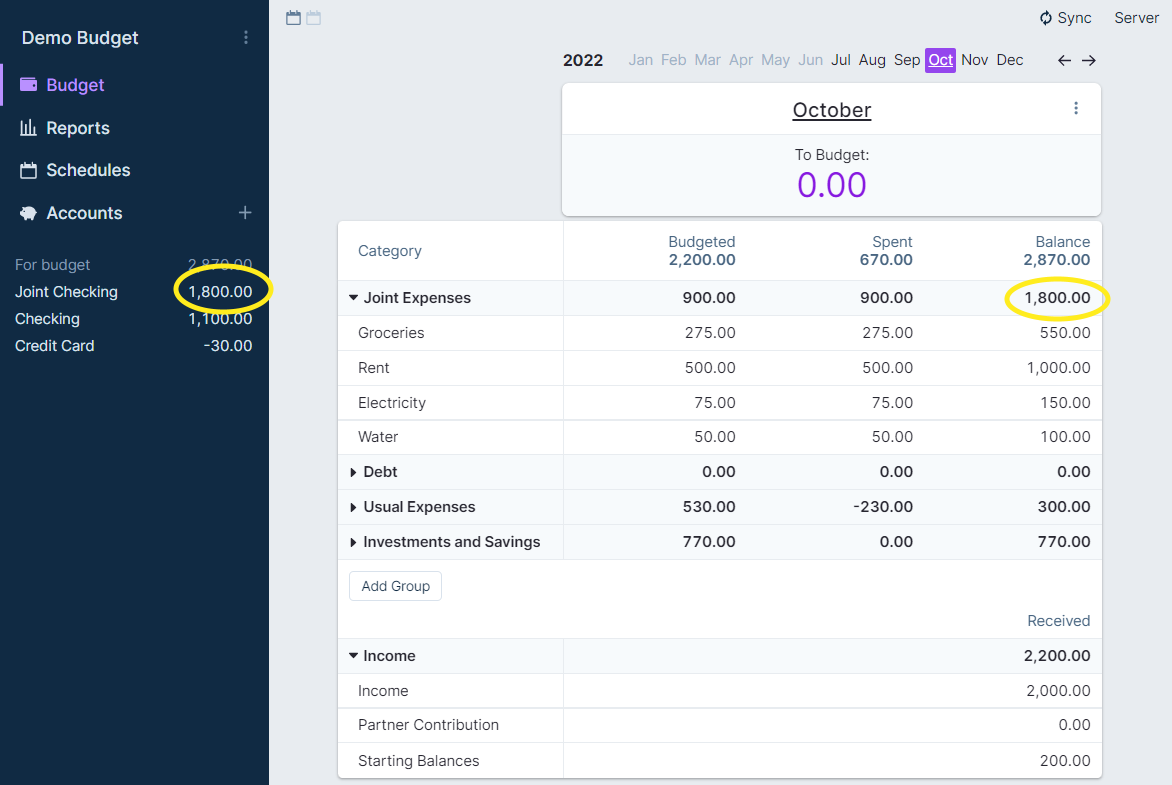 Demo Budget
Budget
Reports
Schedules
Accounts
For budget 2,870.00
Joint Checking 1,800.00
Checking 1,100.00
Credit Card -30.00
Sync Server
2022 Jan Feb Mar Apr May Jun Jul Aug Sep Oct Nov Dec
October
To Budget:
0.00
Category Budgeted Spent Balance
2,200.00 670.00 2,870.00
Joint Expenses 900.00 900.00 1,800.00
Groceries 275.00 275.00 550.00
Rent 500.00 500.00 1,000.00
Electricity 75.00 75.00 150.00
Water 50.00 50.00 100.00
Debt 0.00 0.00 0.00
Usual Expenses 530.00 -230.00 300.00
Investments and Savings 770.00 0.00 770.00
Add Group
Received
Income 2,200.00
Income 2,000.00
Partner Contribution 0.00
Starting Balances 200.00